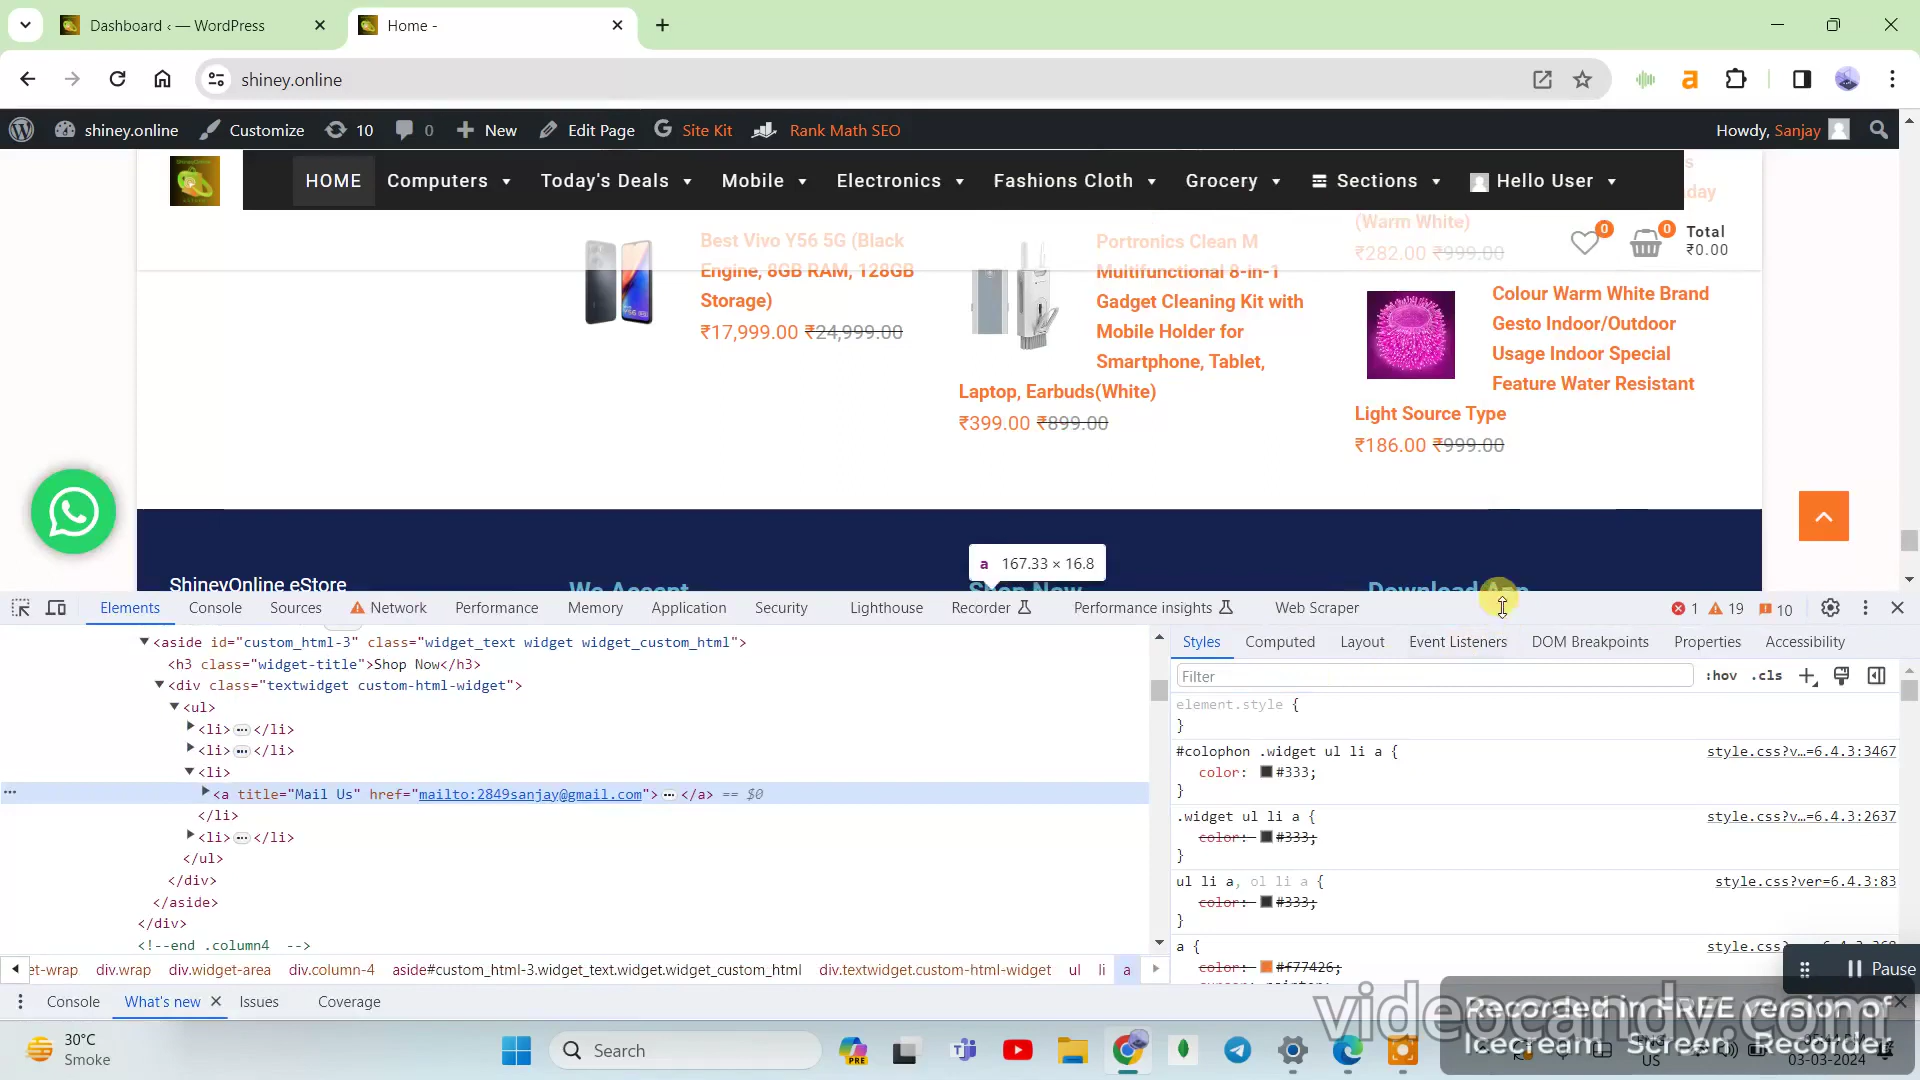 Dashboard ‹ — WordPress
Home -
shiney.online
shiney.online
Customize
10
0
New
Edit Page
Site Kit
Rank Math SEO
Howdy, Sanjay
HOME
Computers
Today's Deals
Mobile
Electronics
Fashions Cloth
Grocery
Sections
Hello User
(Warm White)
₹282.00 ₹999.00
0
0
Total
₹0.00
Best Vivo Y56 5G (Black
Engine, 8GB RAM, 128GB
Storage)
₹17,999.00 ₹24,999.00
Portronics Clean M
Multifunctional 8-in-1
Gadget Cleaning Kit with
Mobile Holder for
Smartphone, Tablet,
Laptop, Earbuds(White)
₹399.00 ₹899.00
Colour Warm White Brand
Gesto Indoor/Outdoor
Usage Indoor Special
Feature Water Resistant
Light Source Type
₹186.00 ₹999.00
a 167.33 × 16.8
ShineyOnline eStore
We Accept
Shop Now
Download App
Elements
Console
Sources
Network
Performance
Memory
Application
Security
Lighthouse
Recorder
Performance insights
Web Scraper
1
19
10
<aside id="custom_html-3" class="widget_text widget widget_custom_html">
<h3 class="widget-title">Shop Now</h3>
<div class="textwidget custom-html-widget">
<ul>
<li> … </li>
<li> … </li>
<li>
<a title="Mail Us" href="mailto:2849sanjay@gmail.com"> … </a> == $0
</li>
<li> … </li>
</ul>
</div>
</aside>
</div>
<!--end .column4 -->
Styles
Computed
Layout
Event Listeners
DOM Breakpoints
Properties
Accessibility
Filter
:hov .cls
element.style {
}
#colophon .widget ul li a { style.css?v…=6.4.3:3467
color: #333;
}
.widget ul li a { style.css?v…=6.4.3:2637
color: #333;
}
ul li a, ol li a { style.css?ver=6.4.3:83
color: #333;
}
a {
color: #f77426;
et-wrap div.wrap div.widget-area div.column-4 aside#custom_html-3.widget_text.widget.widget_custom_html div.textwidget.custom-html-widget ul li a
Pause
Console
What's new
Issues
Coverage
videocandy.com
Recorded in FREE version of
Icecream Screen Recorder
30°C
Smoke
Search
PRE
US
03-03-2024